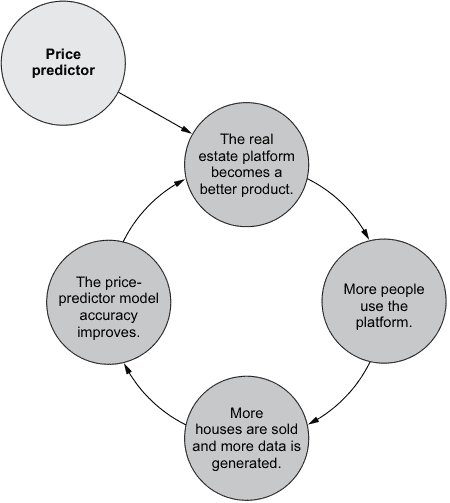 Price
predictor
The real
estate platform
becomes a
better product.
More people
use the
platform.
More
houses are sold
and more data is
generated.
The price-
predictor model
accuracy
improves.